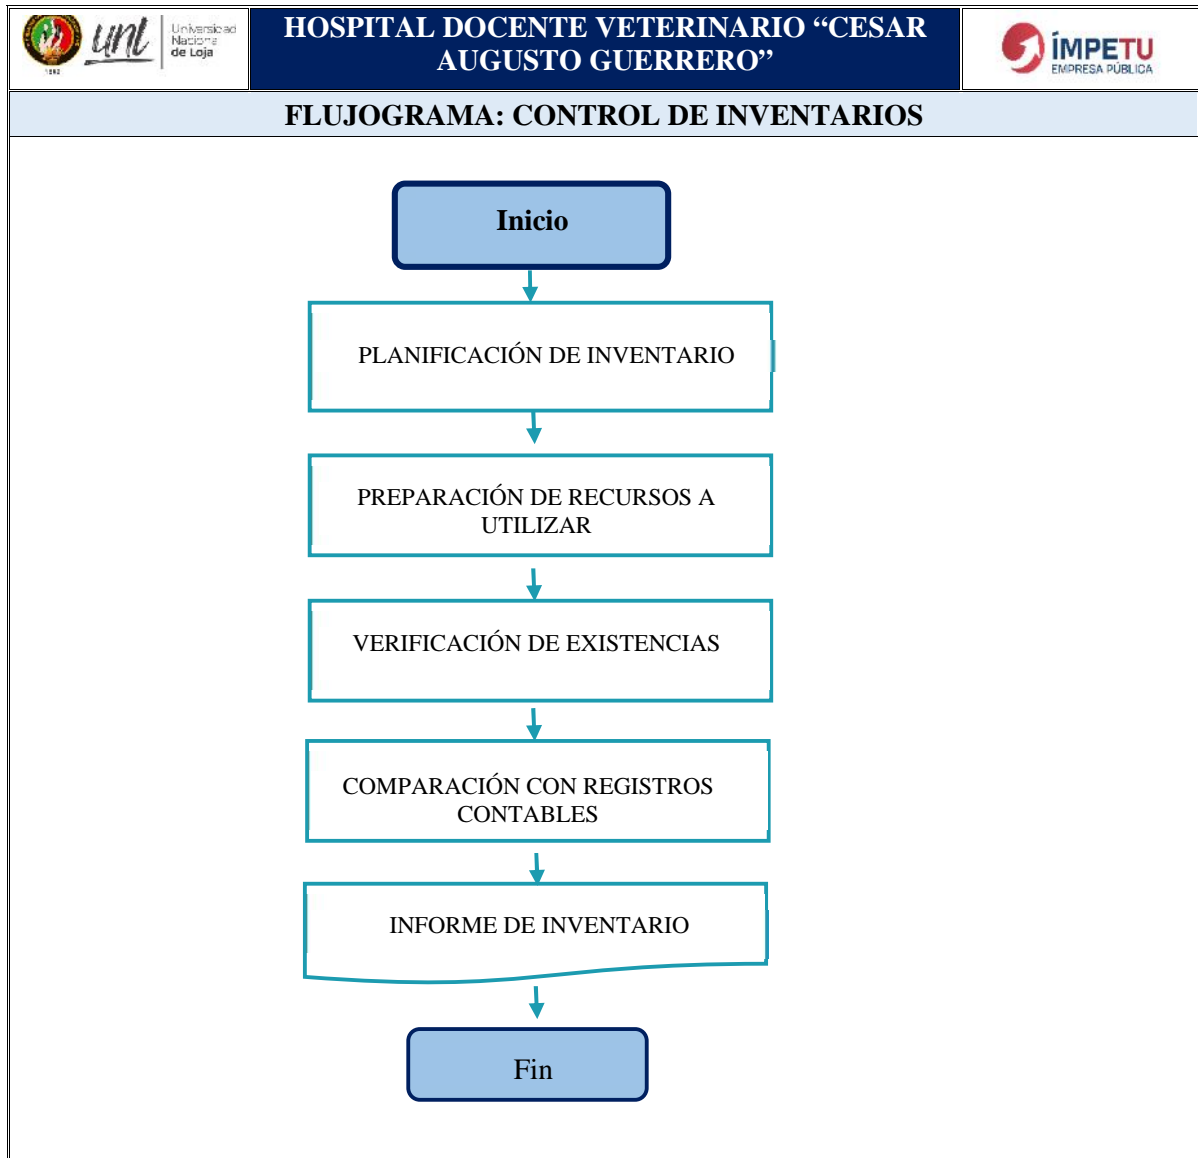 unl
Universidad
Nacional
de Loja
1859
HOSPITAL DOCENTE VETERINARIO “CESAR
AUGUSTO GUERRERO”
ÍMPETU
EMPRESA PÚBLICA
FLUJOGRAMA: CONTROL DE INVENTARIOS
Inicio
PLANIFICACIÓN DE INVENTARIO
PREPARACIÓN DE RECURSOS A
UTILIZAR
VERIFICACIÓN DE EXISTENCIAS
COMPARACIÓN CON REGISTROS
CONTABLES
INFORME DE INVENTARIO
Fin